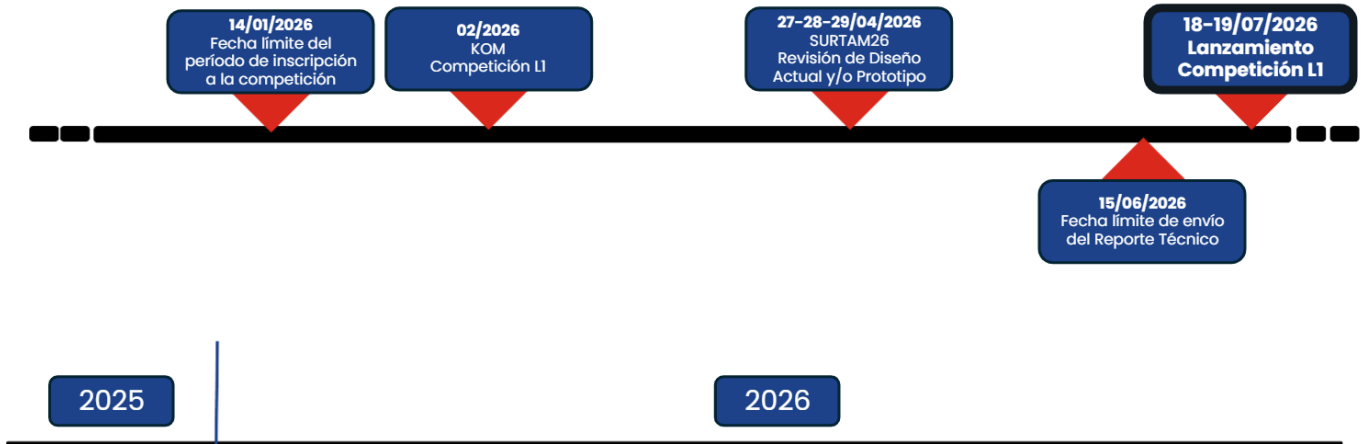 14/01/2026
Fecha límite del
período de inscripción
a la competición
02/2026
KOM
Competición L1
27-28-29/04/2026
SURTAM26
Revisión de Diseño
Actual y/o Prototipo
18-19/07/2026
Lanzamiento
Competición L1
15/06/2026
Fecha límite de envío
del Reporte Técnico
2025
2026